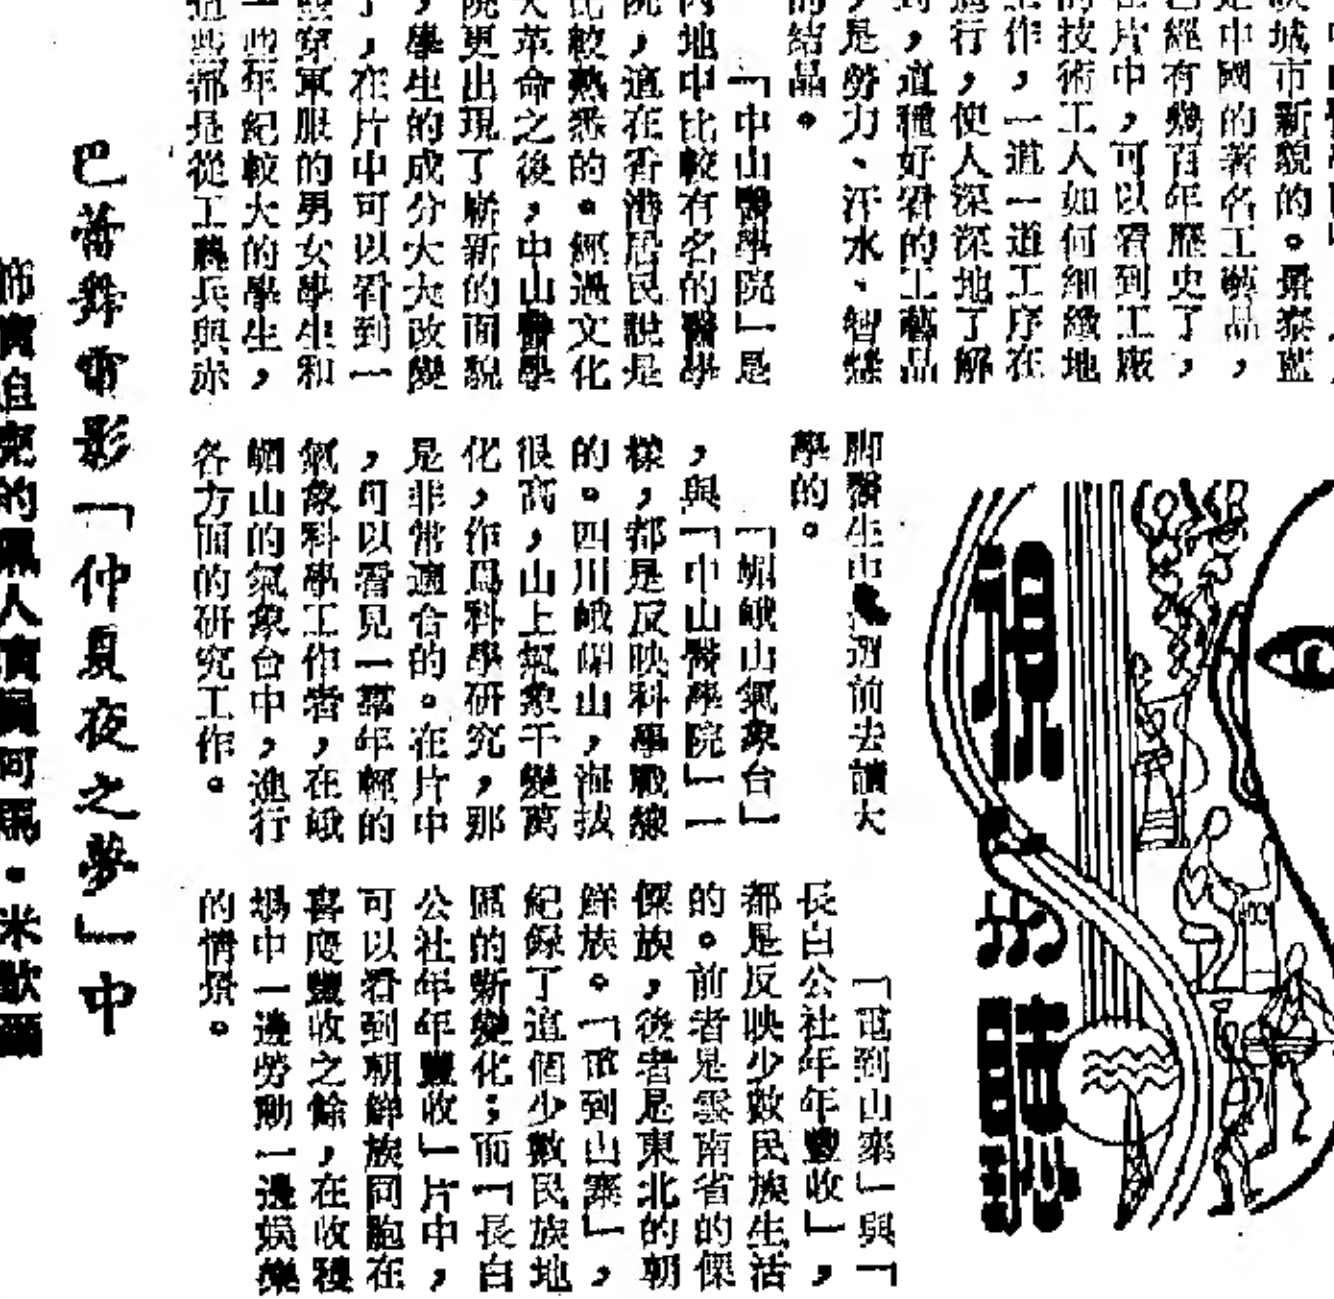 映城市新貌的。景泰藍
是中國的著名工藝品，
已經有幾百年歷史了，
在片中，可以看到工廠
的技術工人如何細緻地
工作，一道一道工序在
進行，使人深深地了解
到，這種好看的工藝品
，是勞力、汗水、智慧
的結晶。
「中山醫學院」是
內地中比較有名的醫學
院，這在香港居民說是
比較熟悉的。經過文化
大革命之後，中山醫學
院更出現了嶄新的面貌
，學生的成分大大改變
了，在片中可以看到一
些穿軍服的男女學生和
一些年紀較大的學生，
這些都是從工農兵與赤
脚醫生中選前去讀大
學的。
「嵋峨山氣象台」
，與「中山醫學院」一
樣，都是反映科學戰線
的。四川峨嵋山，海拔
很高，山上氣象千變萬
化，作爲科學研究，那
是非常適合的。在片中
，可以看見一羣年輕的
氣象科學工作者，在峨
嵋山的氣象台中，進行
各方面的研究工作。
「電到山寨」與「
長白公社年年豐收」，
都是反映少數民族生活
的。前者是雲南省的傈
傈族，後者是東北的朝
鮮族。「電到山寨」，
紀錄了這個少數民族地
區的新變化；而「長白
公社年年豐收」片中，
可以看到朝鮮族同胞在
喜慶豐收之餘，在收穫
場中一邊勞動一邊娛樂
的情景。
視與聽
巴蕾舞電影「仲夏夜之夢」中
飾演迫克的黑人演員阿瑟·米歇爾